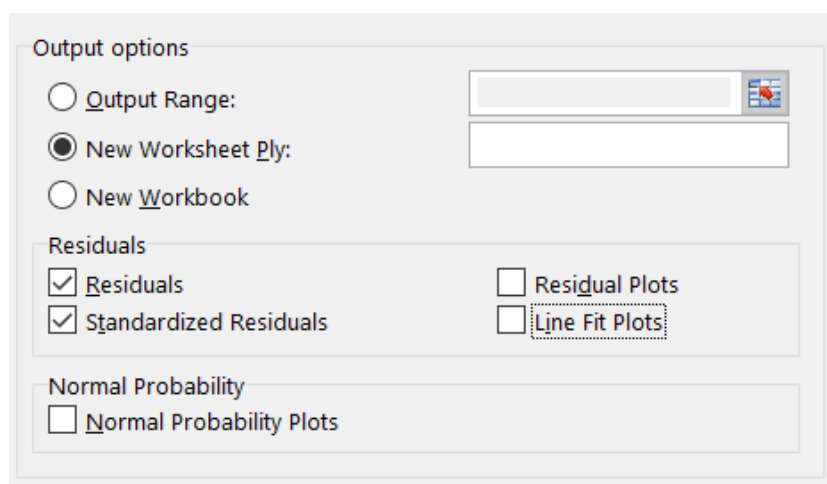 Output options
Output Range:
New Worksheet Ply:
New Workbook
Residuals
Residuals
Residual Plots
Standardized Residuals
Line Fit Plots
Normal Probability
Normal Probability Plots